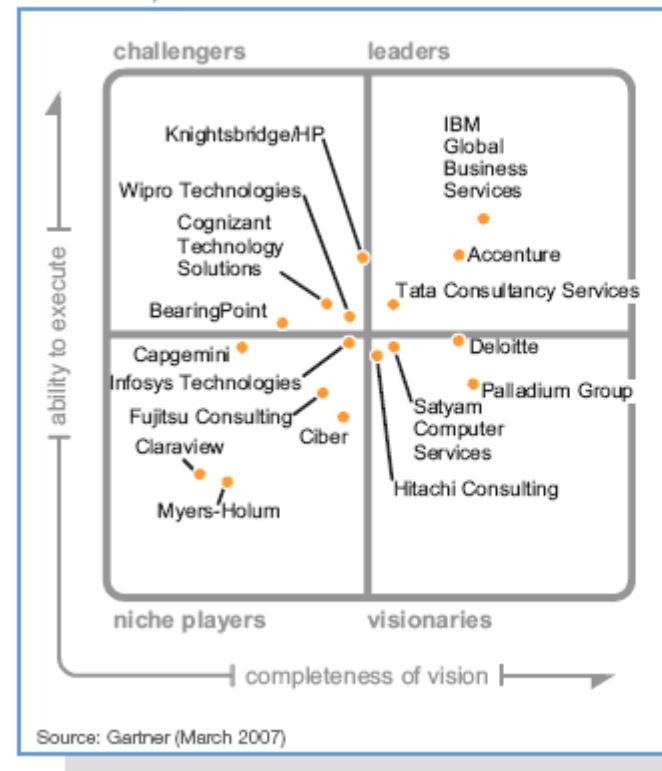 challengers
leaders
Knightsbridge/HP
IBM
Global
Business
Services
Wipro Technologies
Cognizant
Technology
Solutions
Accenture
Tata Consultancy Services
BearingPoint
ability to execute
Capgemini
Deloitte
Infosys Technologies
Palladium Group
Fujitsu Consulting
Satyam
Computer
Services
Ciber
Claraview
Hitachi Consulting
Myers-Holum
niche players
visionaries
completeness of vision
Source: Gartner (March 2007)